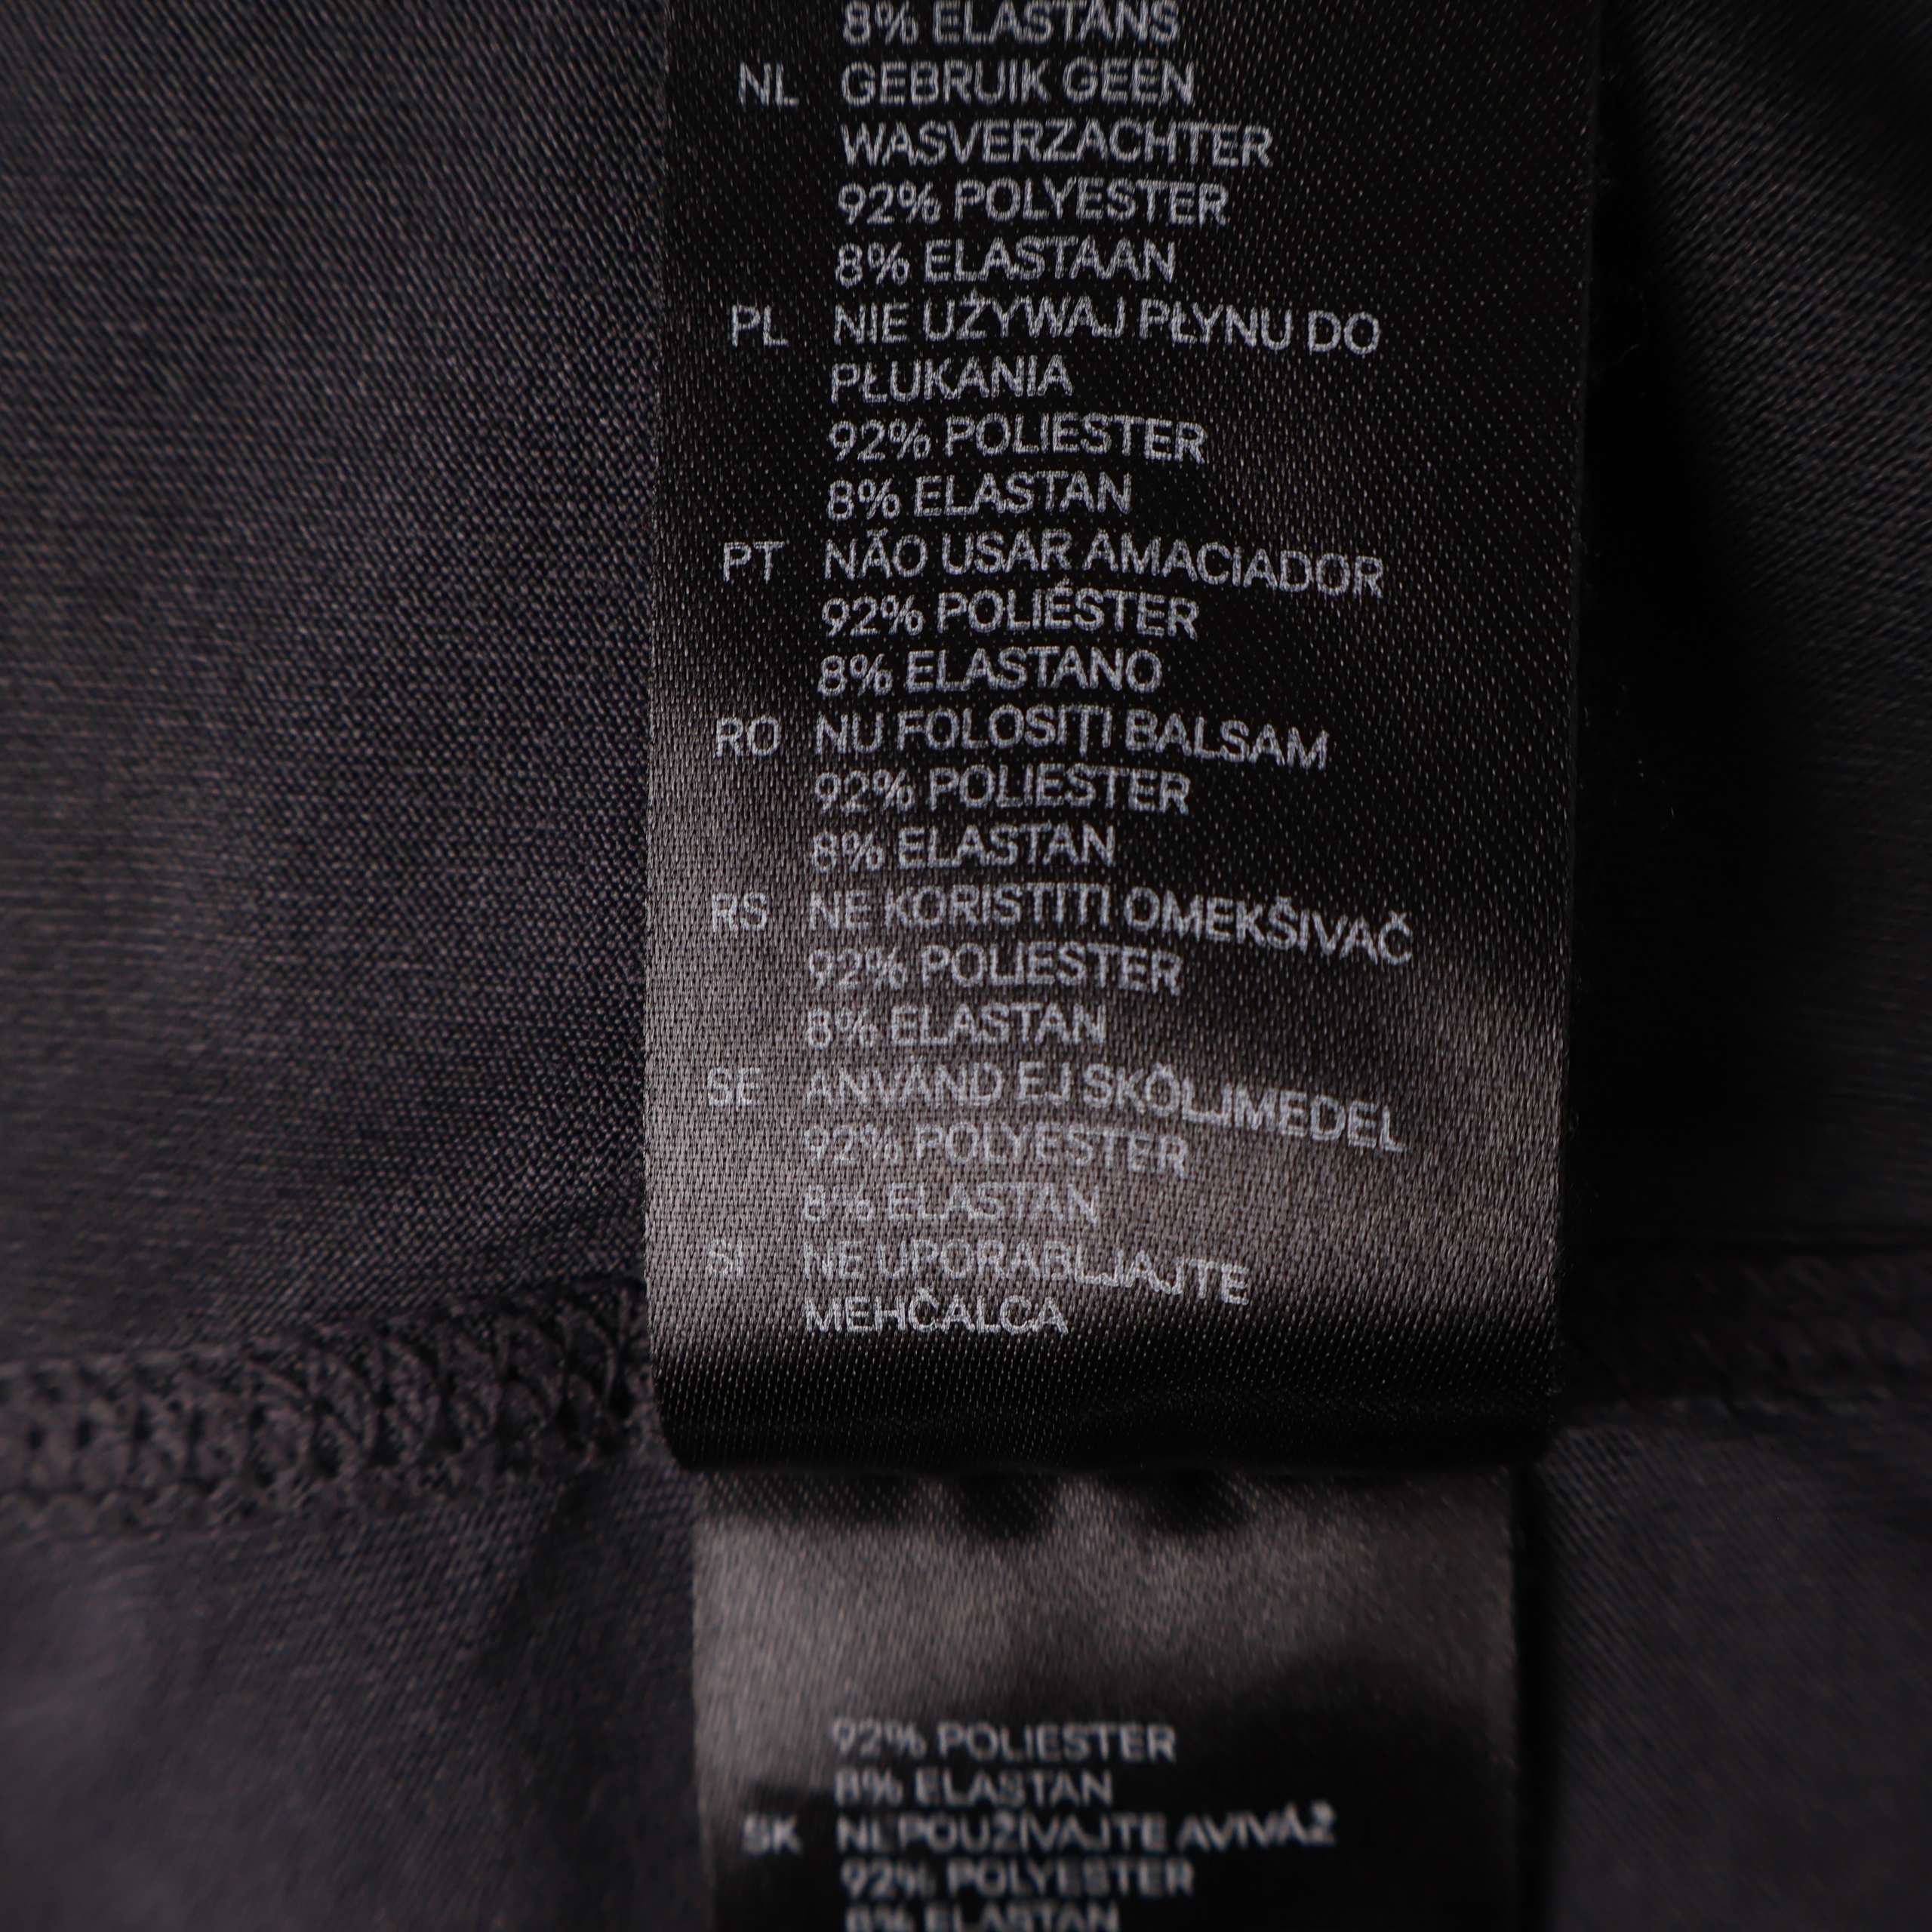 8% ELASTĀNS
NL GEBRUIK GEEN
WASVERZACHTER
92% POLYESTER
8% ELASTAAN
PL NIE UŻYWAJ PŁYNU DO
PŁUKANIA
92% POLIESTER
8% ELASTAN
PT NÃO USAR AMACIADOR
92% POLIÉSTER
8% ELASTANO
RO NU FOLOSIȚI BALSAM
92% POLIESTER
8% ELASTAN
RS NE KORISTITI OMEKŠIVAČ
92% POLIESTER
8% ELASTAN
SE ANVÄND EJ SKÖLJMEDEL
92% POLYESTER
8% ELASTAN
SI NE UPORABLJAJTE
MEHČALCA
92% POLIESTER
8% ELASTAN
SK NEPOUŽÍVAJTE AVIVÁŽ
92% POLYESTER
8% ELASTAN